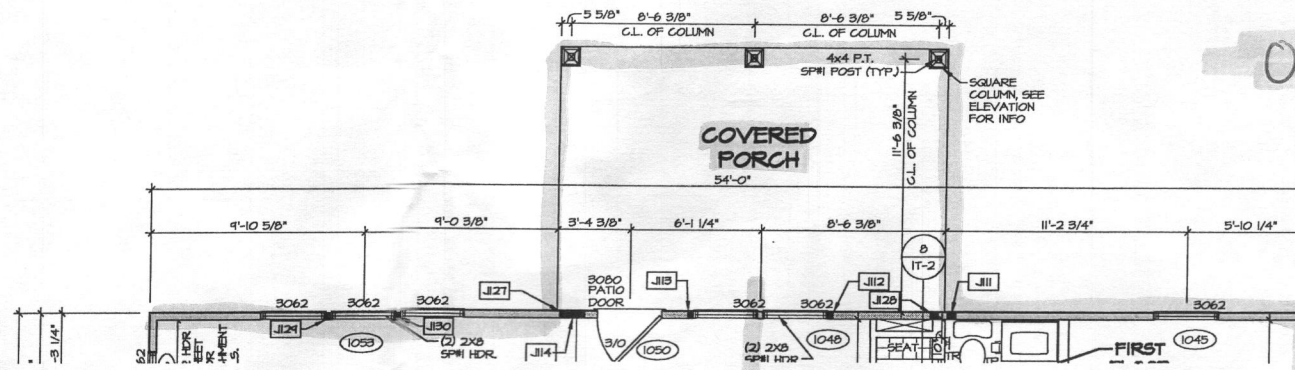 5 5/8" 8'-6 3/8" 8'-6 3/8" 5 5/8"
C.L. OF COLUMN C.L. OF COLUMN
4x4 P.T.
SP#1 POST (TYP.)
SQUARE
COLUMN, SEE
ELEVATION
FOR INFO
COVERED
PORCH
11'-6 3/8"
C.L. OF COLUMN
54'-0"
9'-10 5/8" 9'-0 3/8" 3'-4 3/8" 6'-1 1/4" 8'-6 3/8" 11'-2 3/4" 5'-10 1/4"
8
IT-2
J127
3080
PATIO
DOOR
J113
J112
J128
J111
3062 3062 3062 3062 3062 3062
J129
J130
(2) 2X8
SP#1 HDR.
1053
J114
3/0
1050
(2) 2X8
SP#1 HDR
1048
SEAT
1045
FIRST
-3 1/4"
HDR